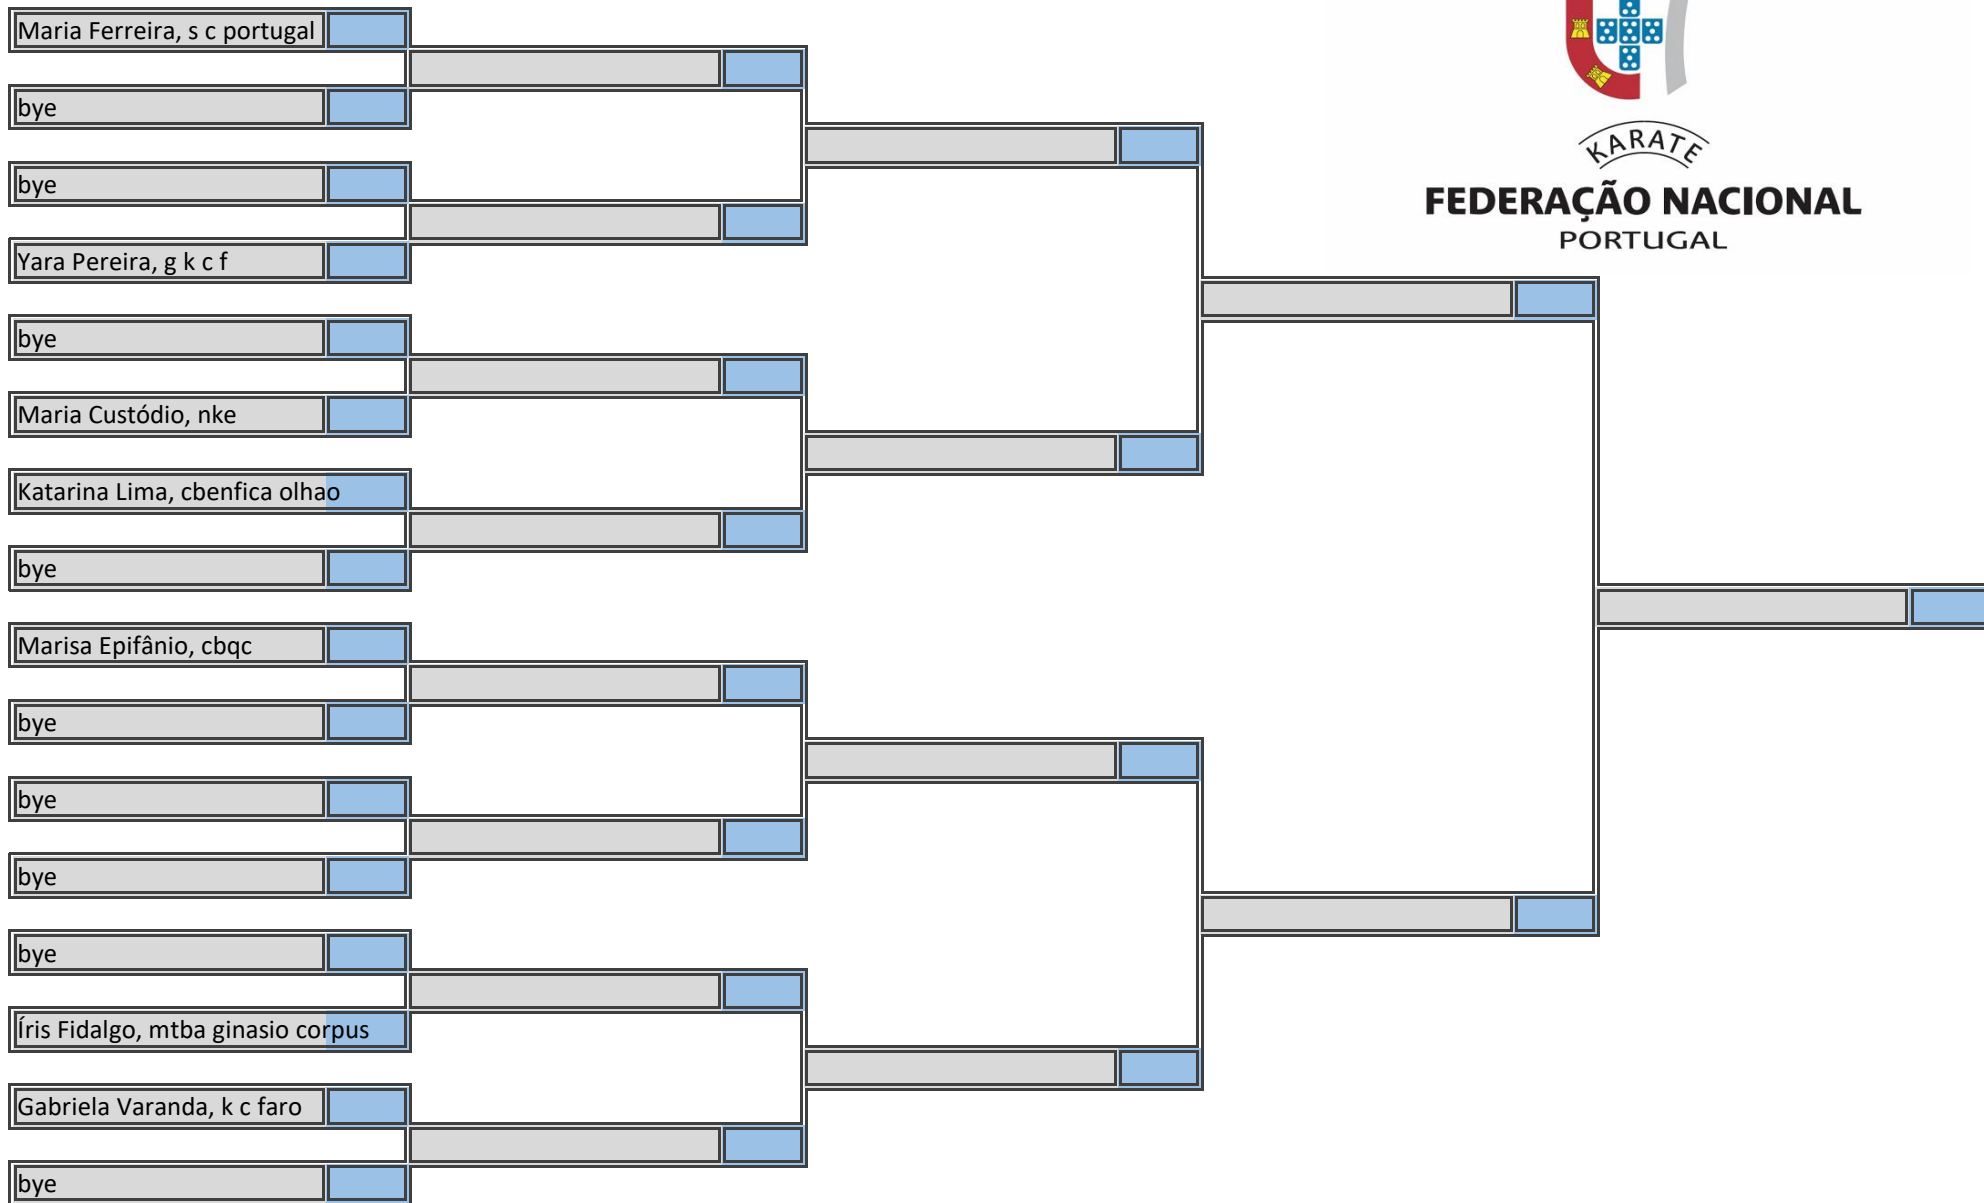 Maria Ferreira, s c portugal
bye
bye
Yara Pereira, g k c f
bye
Maria Custódio, nke
Katarina Lima, cbenfica olhao
bye
Marisa Epifânio, cbqc
bye
bye
bye
bye
Íris Fidalgo, mtba ginasio corpus
Gabriela Varanda, k c faro
bye
KARATE
FEDERAÇÃO NACIONAL
PORTUGAL